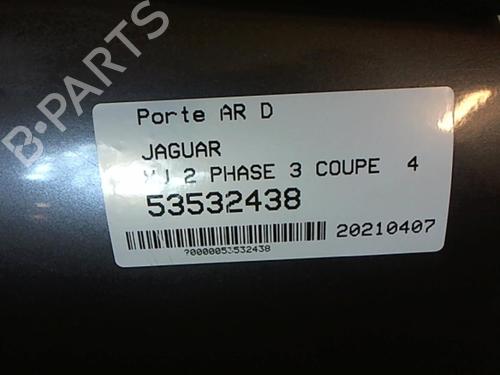 B-PARTS
Porte AR D
JAGUAR
XJ 2 PHASE 3 COUPE 4
53532438
20210407
?0000053532438